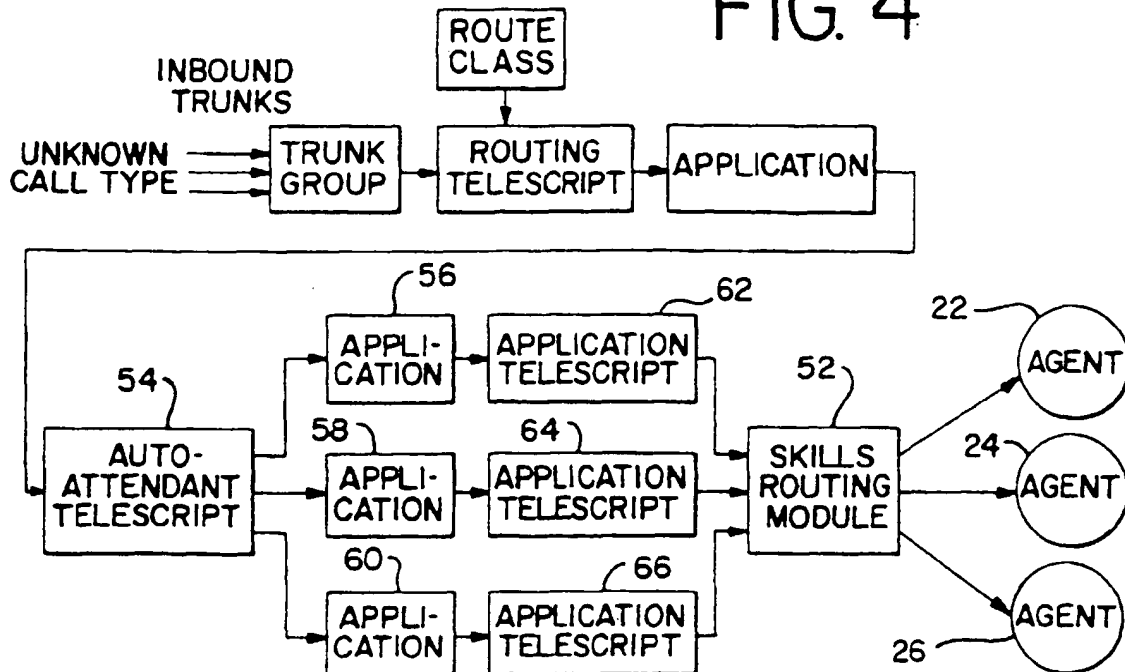 FIG. 4
ROUTE
CLASS
INBOUND
TRUNKS
UNKNOWN
CALL TYPE
TRUNK
GROUP
ROUTING
TELESCRIPT
APPLICATION
56
62
22
APPLI-
CATION
APPLICATION
TELESCRIPT
AGENT
54
52
AUTO-
ATTENDANT
TELESCRIPT
58
64
24
APPLI-
CATION
APPLICATION
TELESCRIPT
SKILLS
ROUTING
MODULE
AGENT
60
66
APPLI-
CATION
APPLICATION
TELESCRIPT
AGENT
26